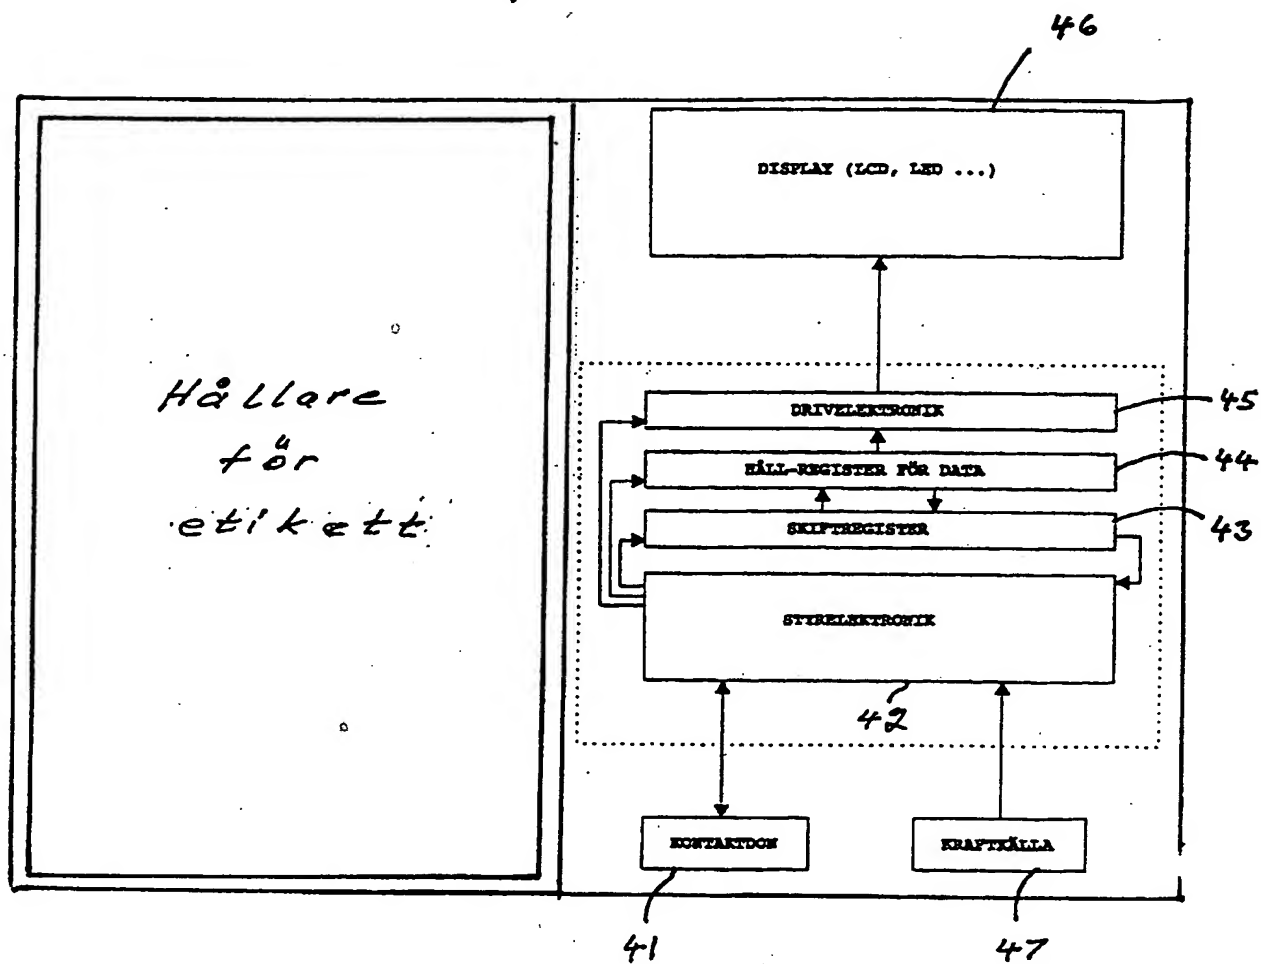 46
DISPLAY (LCD, LED ...)
Hållare
för
etikett
DRIVELEKTRONIK
45
HÅLL-REGISTER FÖR DATA
44
SKIFTREGISTER
43
STYRELEKTRONIK
42
KONTAKTDON
KRAFTKÄLLA
41
47